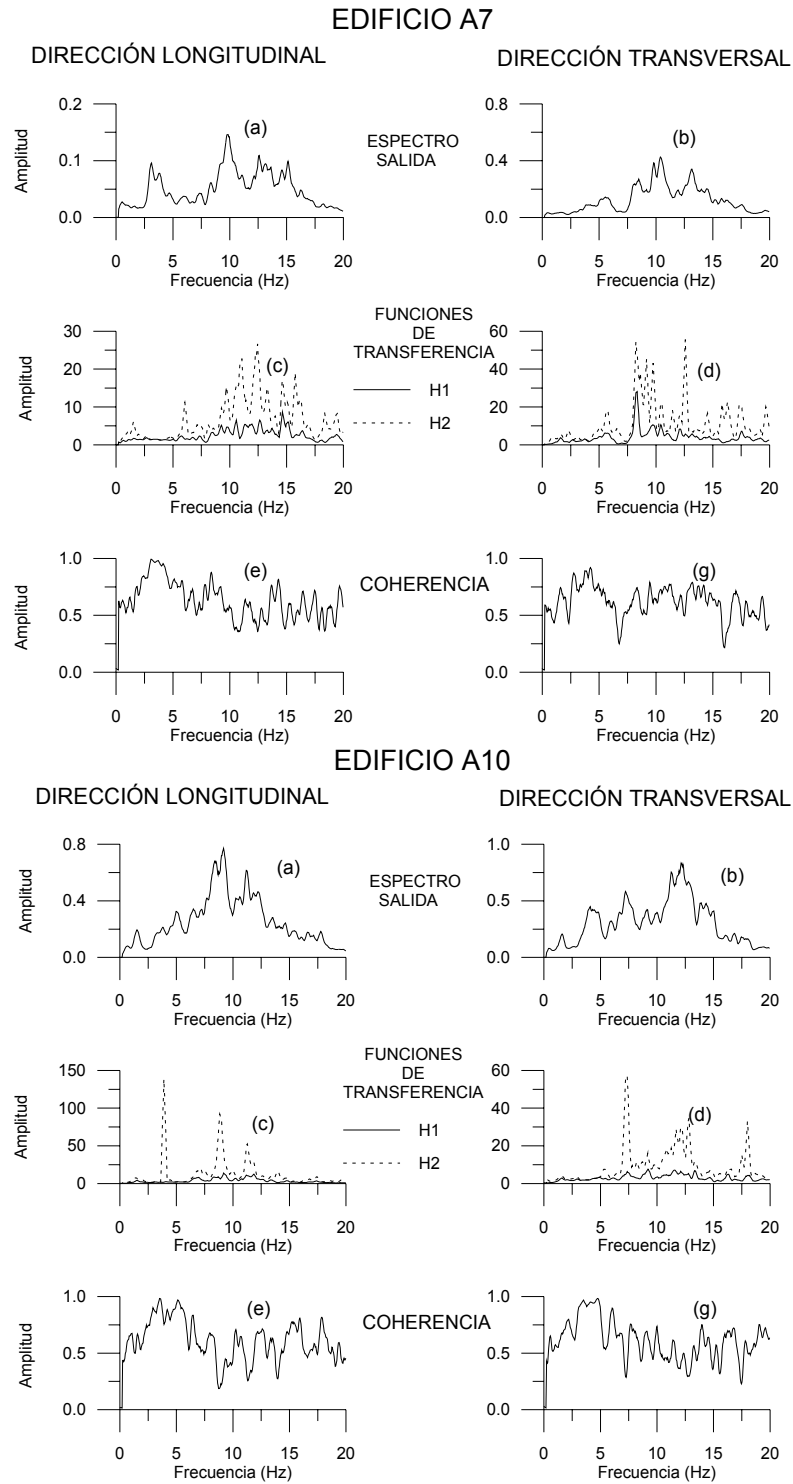 EDIFICIO A7
DIRECCIÓN LONGITUDINAL
DIRECCIÓN TRANSVERSAL
0.2
0.1
0.0
Amplitud
(a)
0 5 10 15 20
Frecuencia (Hz)
ESPECTRO
SALIDA
0.8
0.4
0.0
(b)
0 5 10 15 20
Frecuencia (Hz)
30
20
10
0
Amplitud
(c)
0 5 10 15 20
Frecuencia (Hz)
FUNCIONES
DE
TRANSFERENCIA
H1
H2
60
40
20
0
(d)
0 5 10 15 20
Frecuencia (Hz)
1.0
0.5
0.0
Amplitud
(e)
0 5 10 15 20
Frecuencia (Hz)
COHERENCIA
1.0
0.5
0.0
(g)
0 5 10 15 20
Frecuencia (Hz)
EDIFICIO A10
DIRECCIÓN LONGITUDINAL
DIRECCIÓN TRANSVERSAL
0.8
0.4
0.0
Amplitud
(a)
0 5 10 15 20
Frecuencia (Hz)
ESPECTRO
SALIDA
1.0
0.5
0.0
(b)
0 5 10 15 20
Frecuencia (Hz)
150
100
50
0
Amplitud
(c)
0 5 10 15 20
Frecuencia (Hz)
FUNCIONES
DE
TRANSFERENCIA
H1
H2
60
40
20
0
(d)
0 5 10 15 20
Frecuencia (Hz)
1.0
0.5
0.0
Amplitud
(e)
0 5 10 15 20
Frecuencia (Hz)
COHERENCIA
1.0
0.5
0.0
(g)
0 5 10 15 20
Frecuencia (Hz)